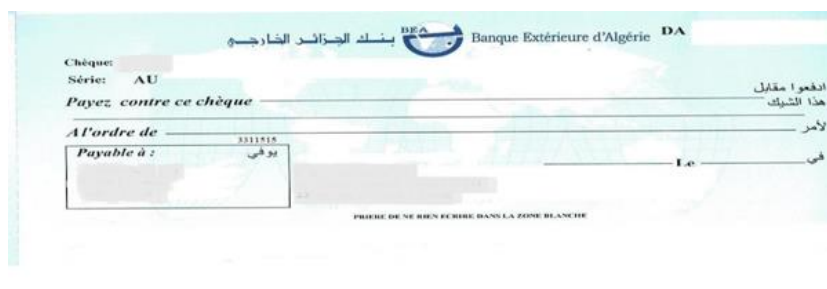 بنك الجزائر الخارجي BEA Banque Extérieure d'Algérie DA
Chèque:
Série: AU
ادفعوا مقابل
Payez contre ce chèque هذا الشيك
A l'ordre de لأمر
3311515
Payable à : يوفي
Le في
PRIERE DE NE RIEN ECRIRE DANS LA ZONE BLANCHE